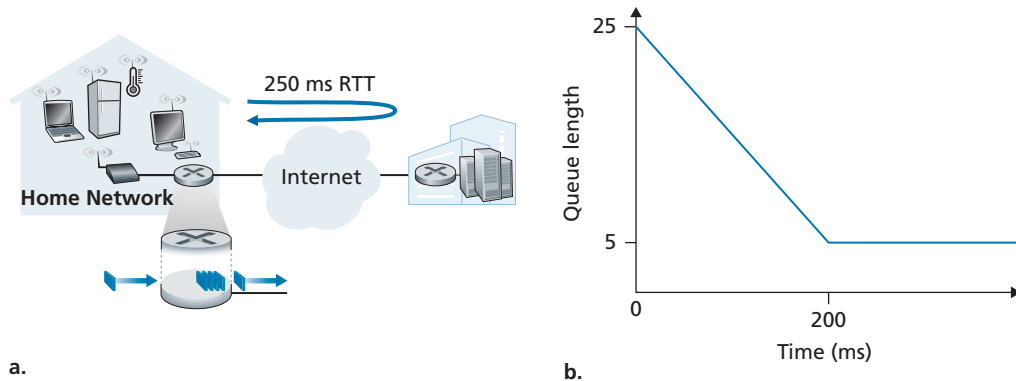 250 ms RTT
Internet
Home Network
a.
25
5
0
200
Queue length
Time (ms)
b.